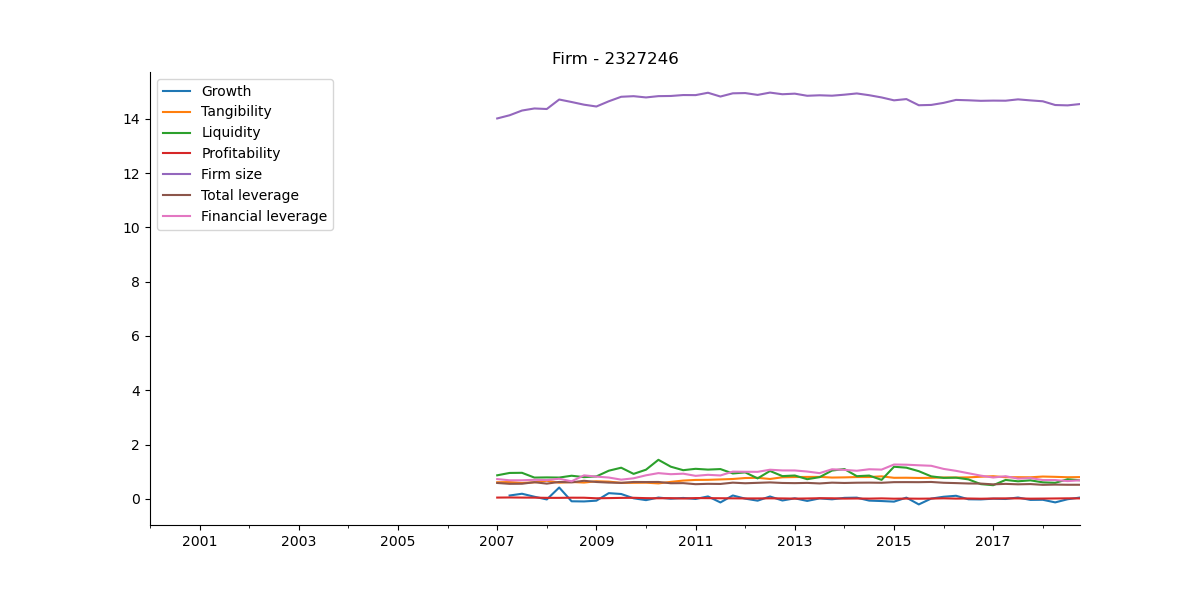 Firm - 2327246
Growth
Tangibility
Liquidity
Profitability
Firm size
Total leverage
Financial leverage
14
12
10
8
6
4
2
0
2001 2003 2005 2007 2009 2011 2013 2015 2017